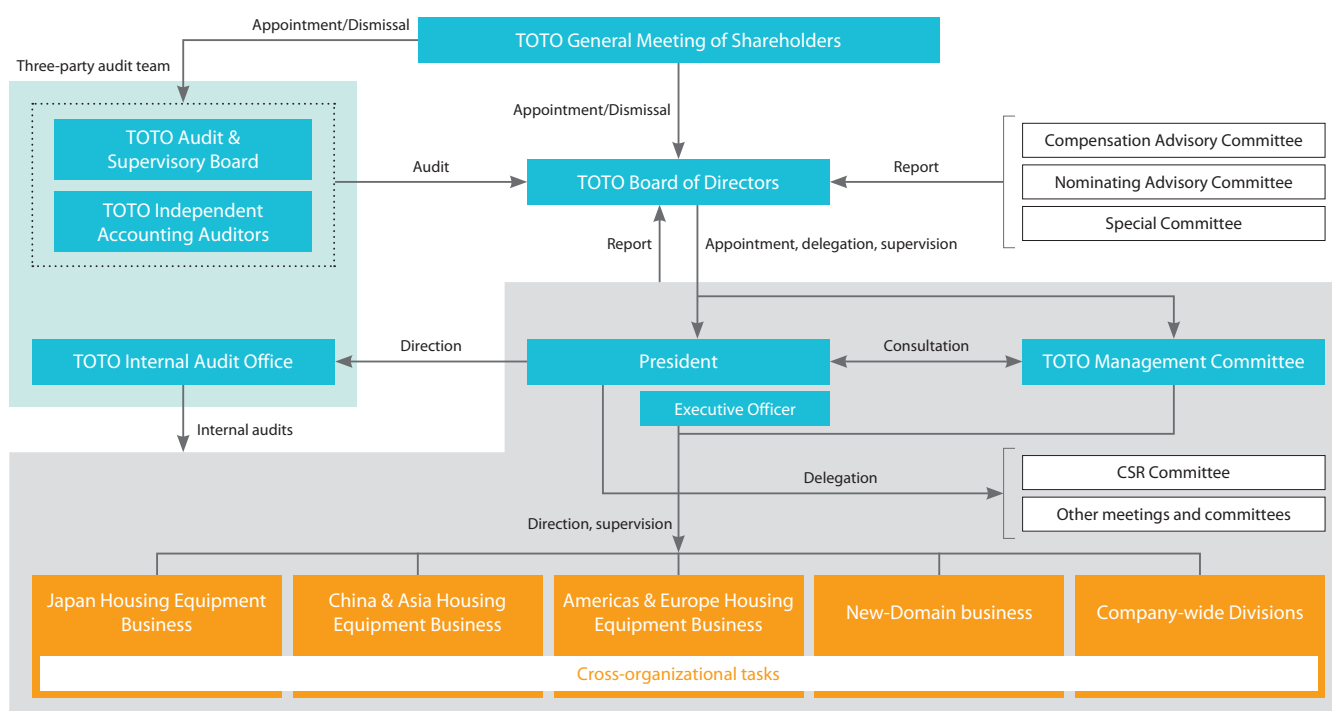 Appointment/Dismissal
TOTO General Meeting of Shareholders
Three-party audit team
Appointment/Dismissal
TOTO Audit &
Supervisory Board
TOTO Independent
Accounting Auditors
Audit
TOTO Board of Directors
Report
Compensation Advisory Committee
Nominating Advisory Committee
Special Committee
Report
Appointment, delegation, supervision
TOTO Internal Audit Office
Direction
President
Consultation
TOTO Management Committee
Executive Officer
Internal audits
Delegation
CSR Committee
Other meetings and committees
Direction, supervision
Japan Housing Equipment
Business
China & Asia Housing
Equipment Business
Americas & Europe Housing
Equipment Business
New-Domain business
Company-wide Divisions
Cross-organizational tasks